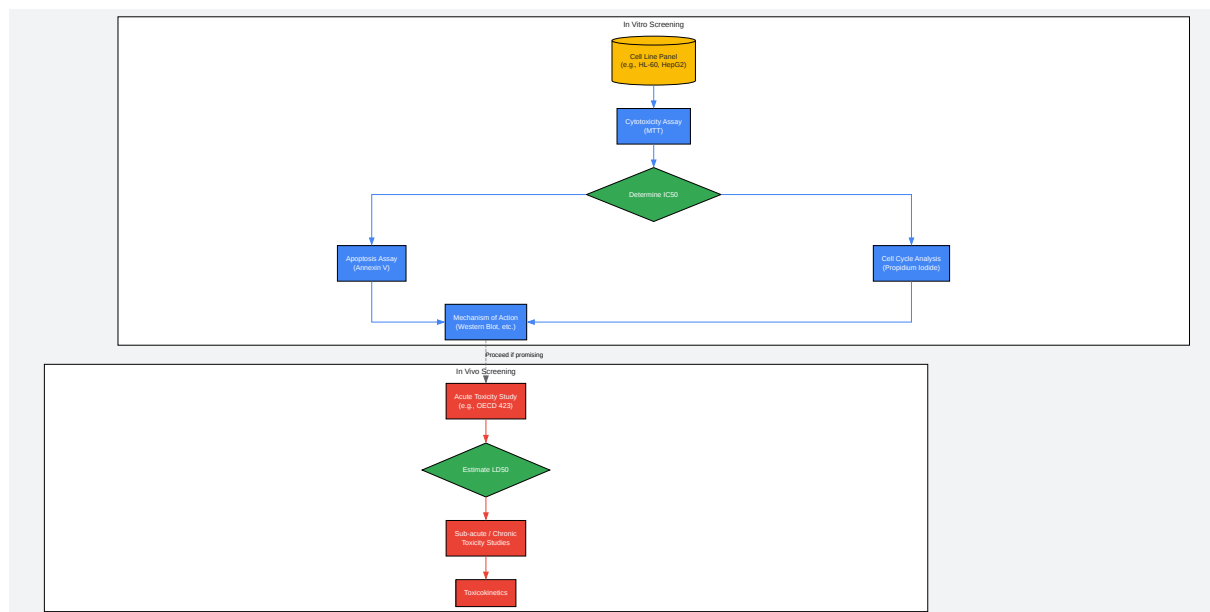 In Vitro Screening
Cell Line Panel
(e.g., HL-60, HepG2)
Cytotoxicity Assay
(MTT)
Determine IC50
Apoptosis Assay
(Annexin V)
Cell Cycle Analysis
(Propidium Iodide)
Mechanism of Action
(Western Blot, etc.)
Proceed if promising
In Vivo Screening
Acute Toxicity Study
(e.g., OECD 423)
Estimate LD50
Sub-acute / Chronic
Toxicity Studies
Toxicokinetics